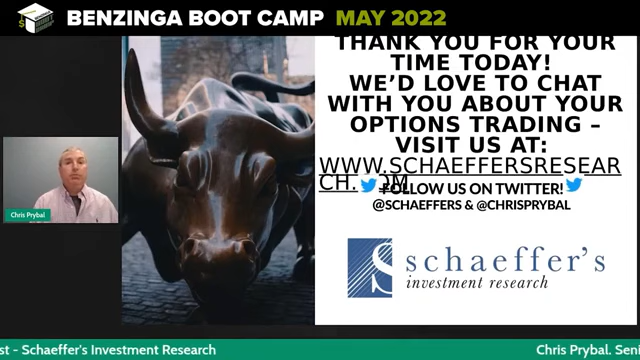 BENZINGA BOOT CAMP MAY 2022
THANK YOU FOR YOUR
TIME TODAY!
WE'D LOVE TO CHAT
WITH YOU ABOUT YOUR
OPTIONS TRADING –
VISIT US AT:
WWW.SCHAEFFERSRESEAR
CH.
FOLLOW US ON TWITTER!
@SCHAEFFERS & @CHRISPRYBAL
Chris Prybal
schaeffer's
investment research
st - Schaeffer's Investment Research
Chris Prybal. Seni